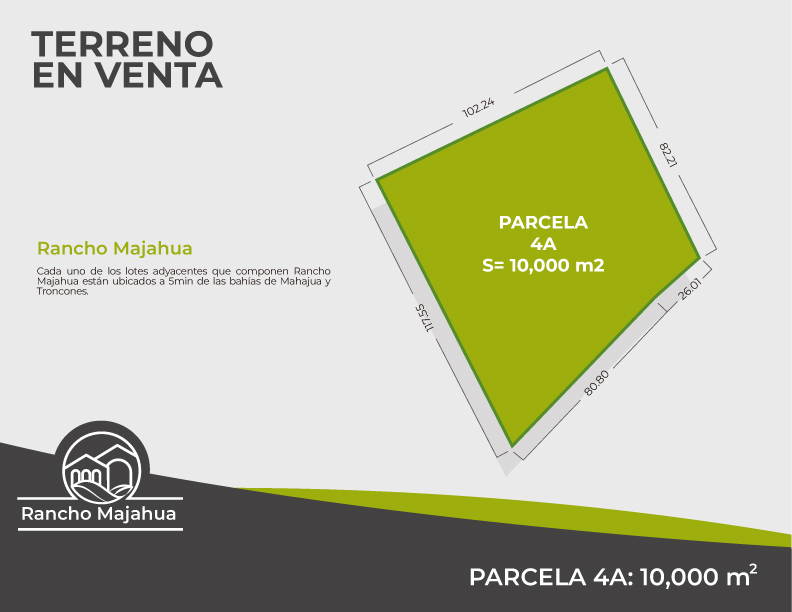 TERRENO
EN VENTA
102.24
82.21
PARCELA
4A
S= 10,000 m2
Rancho Majahua
Cada uno de los lotes adyacentes que componen Rancho
Majahua están ubicados a 5min de las bahías de Mahajua y
Troncones.
26.01
117.55
80.80
Rancho Majahua
PARCELA 4A: 10,000 m²